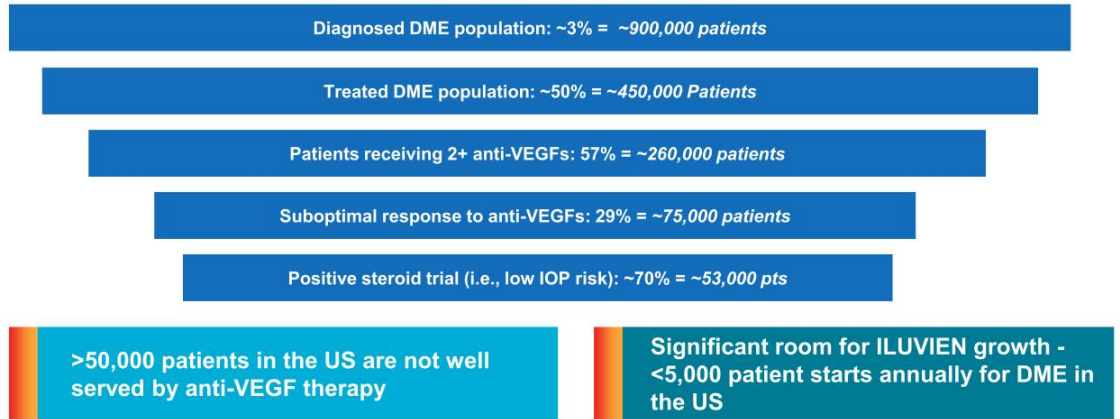 Diagnosed DME population: ~3% = ~900,000 patients
Treated DME population: ~50% = ~450,000 Patients
Patients receiving 2+ anti-VEGFs: 57% = ~260,000 patients
Suboptimal response to anti-VEGFs: 29% = ~75,000 patients
Positive steroid trial (i.e., low IOP risk): ~70% = ~53,000 pts
>50,000 patients in the US are not well
served by anti-VEGF therapy
Significant room for ILUVIEN growth -
<5,000 patient starts annually for DME in
the US